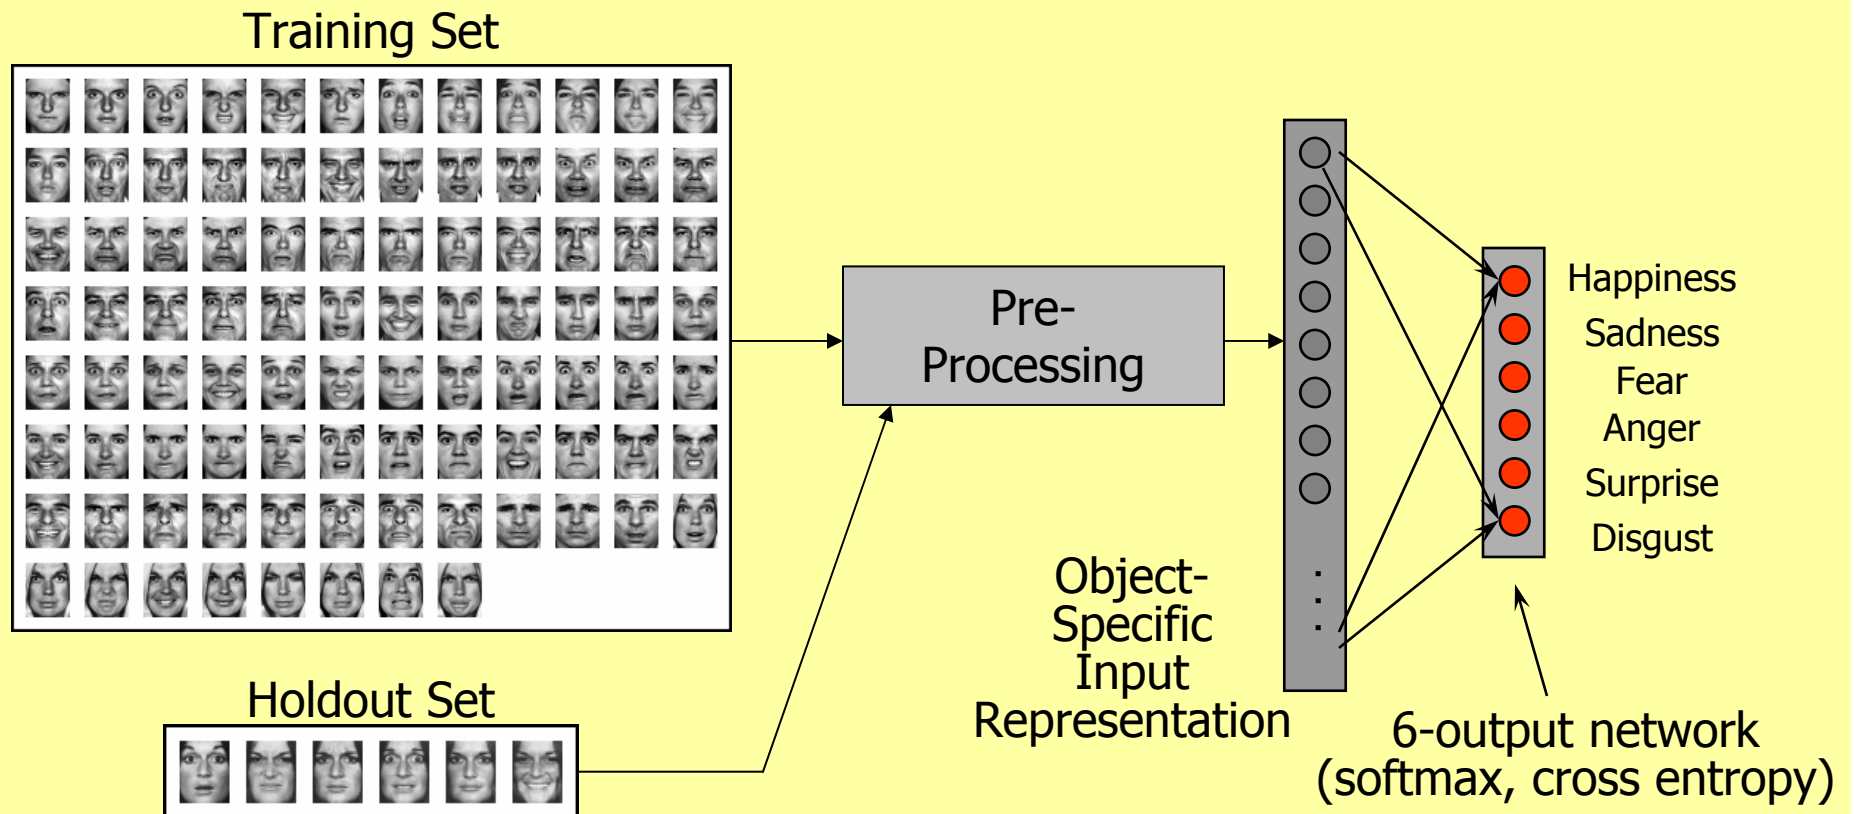 Training Set
Pre-
Processing
Happiness
Sadness
Fear
Anger
Surprise
Disgust
Object-
Specific
Input
Representation
Holdout Set
6-output network
(softmax, cross entropy)